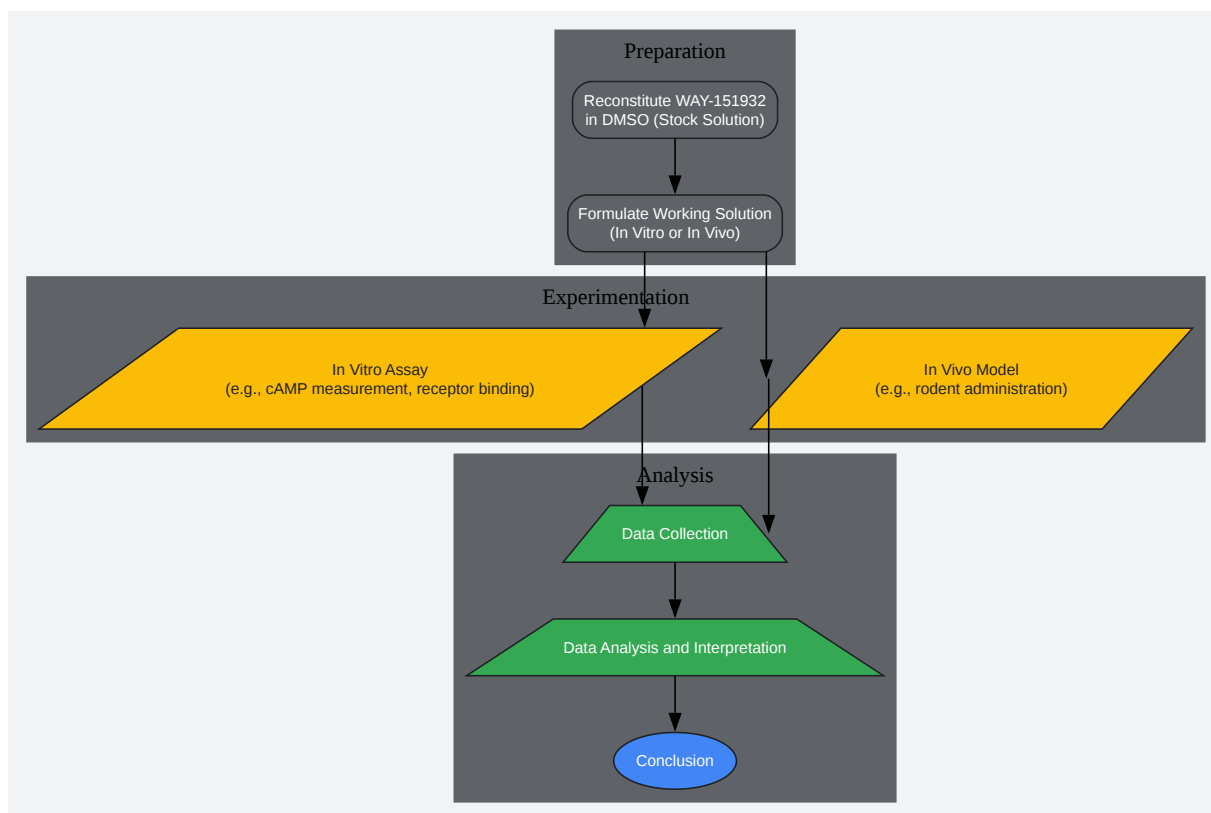 Preparation
Reconstitute WAY-151932
in DMSO (Stock Solution)
Formulate Working Solution
(In Vitro or In Vivo)
Experimentation
In Vitro Assay
(e.g., cAMP measurement, receptor binding)
In Vivo Model
(e.g., rodent administration)
Analysis
Data Collection
Data Analysis and Interpretation
Conclusion